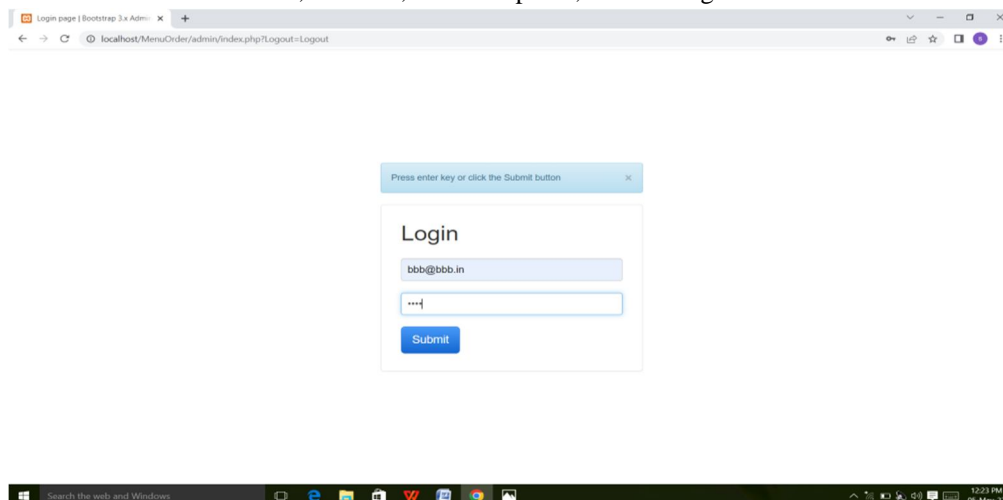 Login page | Bootstrap 3.x Admi
localhost/MenuOrder/admin/index.php?Logout=Logout
Press enter key or click the Submit button
Login
bbb@bbb.in
Submit
Search the web and Windows
12:23 PM